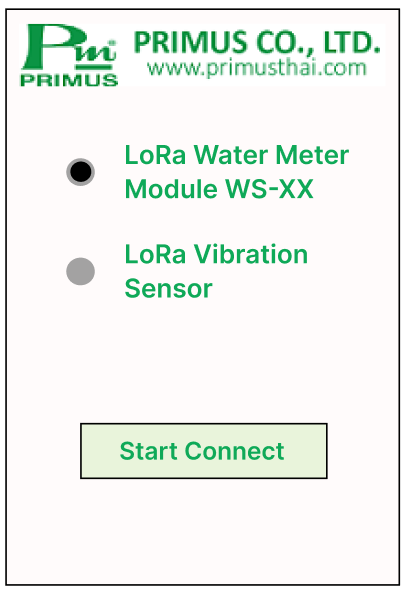 Pm
PRIMUS
PRIMUS CO., LTD.
www.primusthai.com
LoRa Water Meter
Module WS-XX
LoRa Vibration
Sensor
Start Connect